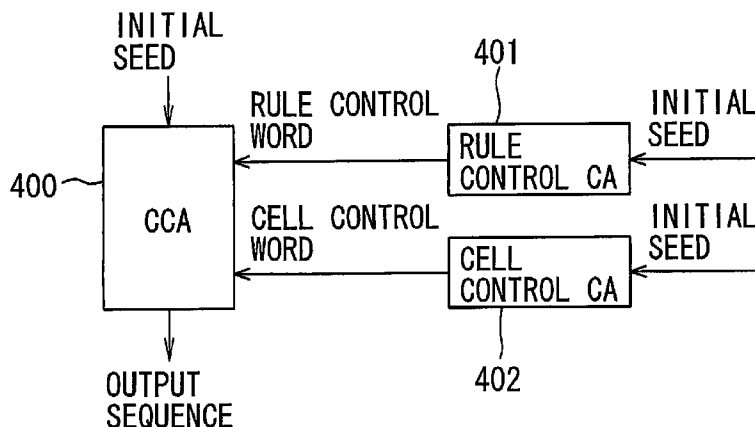 INITIAL
SEED
401
RULE CONTROL
WORD
INITIAL
SEED
RULE
CONTROL CA
400
CCA
CELL CONTROL
WORD
INITIAL
SEED
CELL
CONTROL CA
402
OUTPUT
SEQUENCE